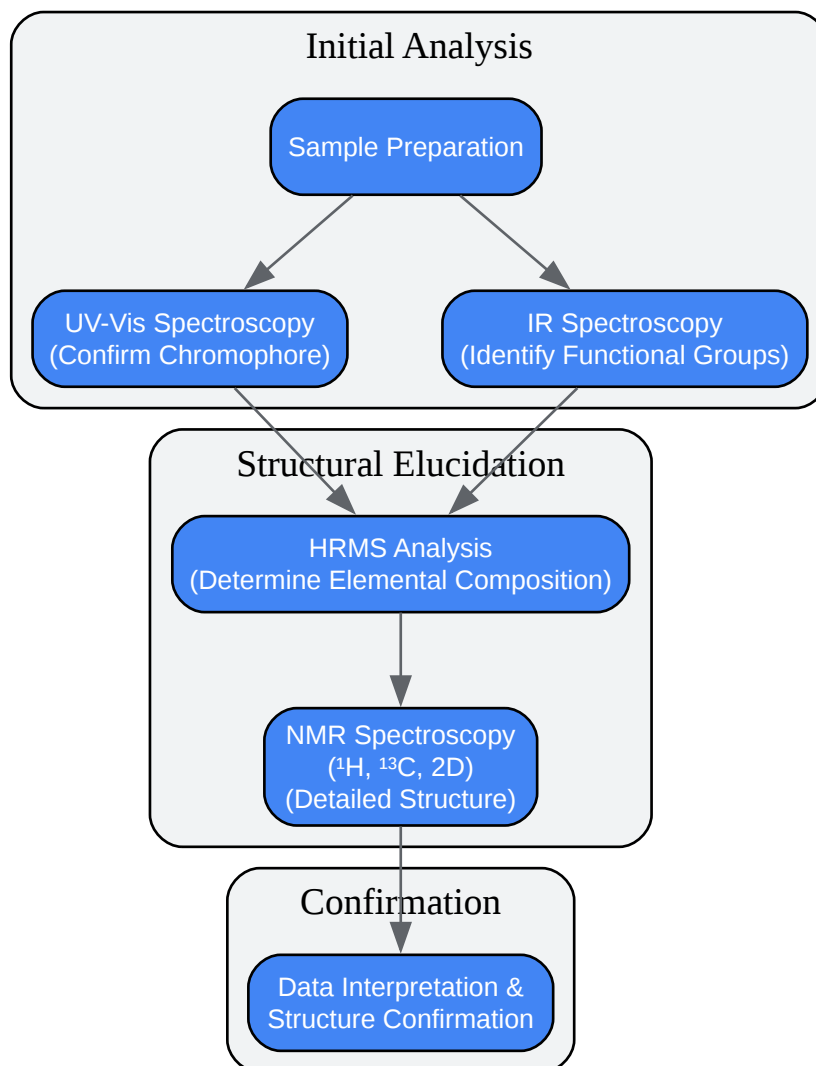 Initial Analysis
Sample Preparation
UV-Vis Spectroscopy
(Confirm Chromophore)
IR Spectroscopy
(Identify Functional Groups)
Structural Elucidation
HRMS Analysis
(Determine Elemental Composition)
NMR Spectroscopy
(¹H, ¹³C, 2D)
(Detailed Structure)
Confirmation
Data Interpretation &
Structure Confirmation